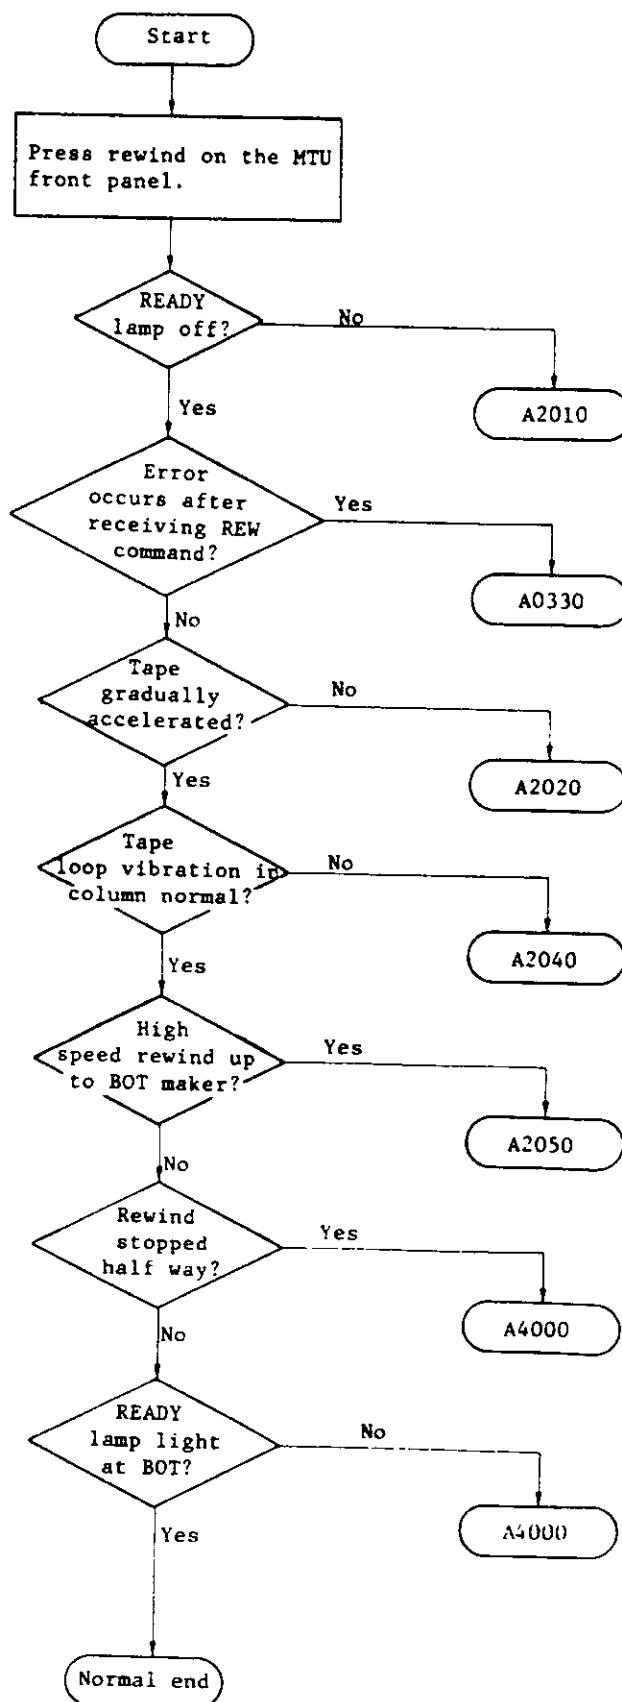 Start
Press rewind on the MTU
front panel.
READY
lamp off?
No
Yes
A2010
Error
occurs after
receiving REW
command?
Yes
No
A0330
Tape
gradually
accelerated?
No
Yes
A2020
Tape
loop vibration in
column normal?
No
Yes
A2040
High
speed rewind up
to BOT maker?
Yes
No
A2050
Rewind
stopped
half way?
Yes
No
A4000
READY
lamp light
at BOT?
No
Yes
A4000
Normal end